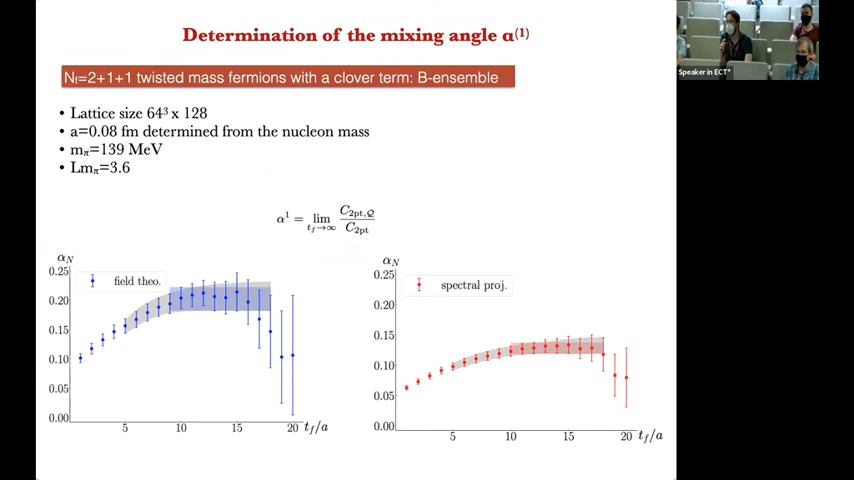 Determination of the mixing angle α⁽¹⁾
Nf=2+1+1 twisted mass fermions with a clover term: B-ensemble
• Lattice size 64³ x 128
• a=0.08 fm determined from the nucleon mass
• mπ=139 MeV
• Lmπ=3.6
α¹ = lim tf→∞ C2pt,Q / C2pt
αN
0.25
0.20
0.15
0.10
0.05
0.00
field theo.
5
10
15
20
tf/a
αN
0.25
0.20
0.15
0.10
0.05
0.00
spectral proj.
5
10
15
20
tf/a
Speaker in ECT*